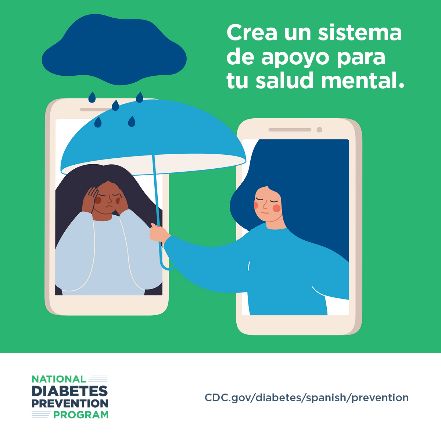 Crea un sistema
de apoyo para
tu salud mental.
NATIONAL
DIABETES
PREVENTION
PROGRAM
CDC.gov/diabetes/spanish/prevention